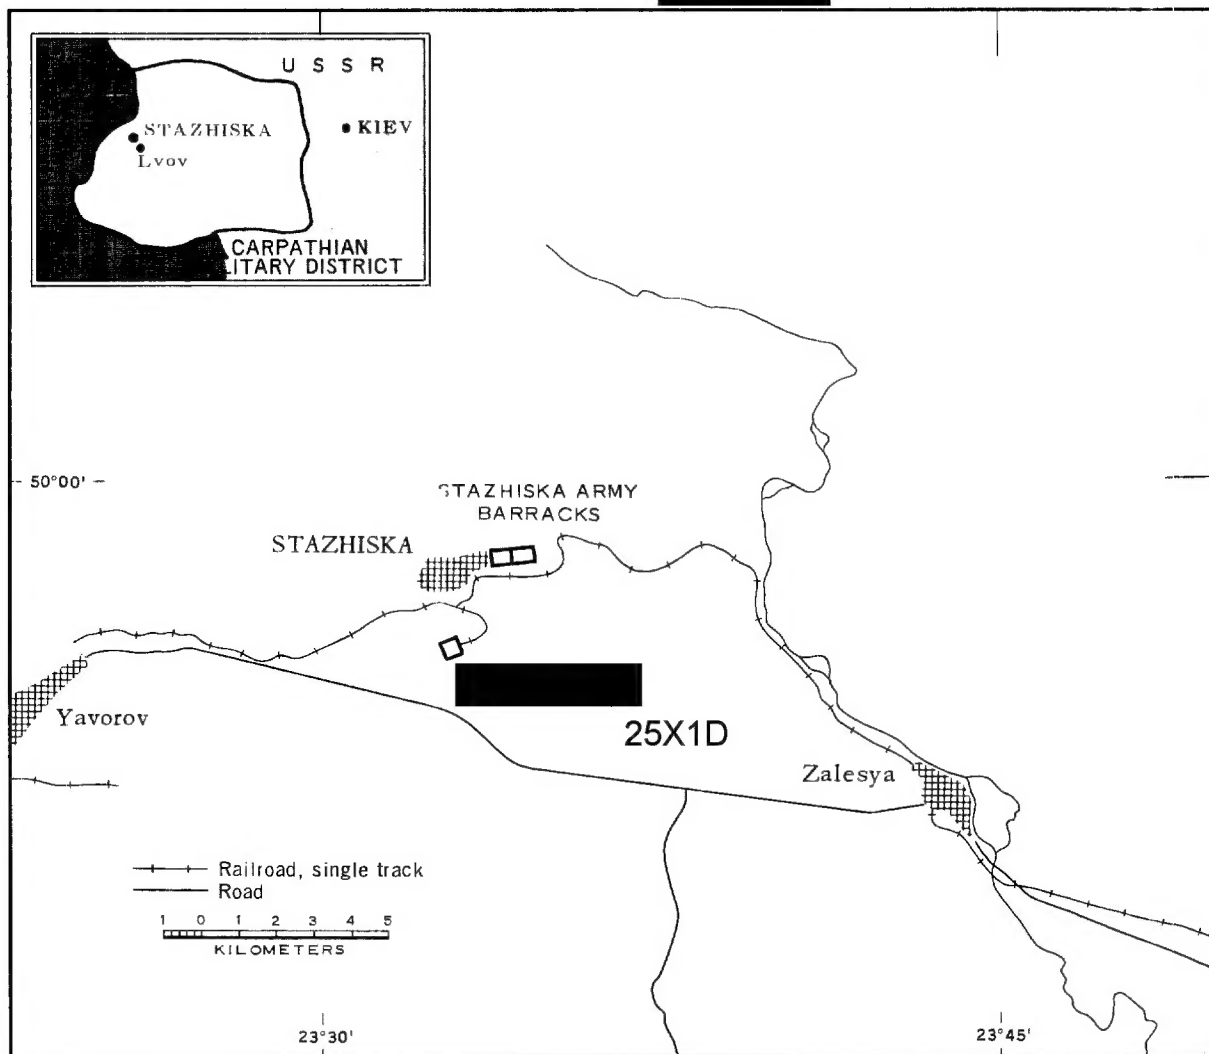 U S S R
STAZHISKA
KIEV
Lvov
CARPATHIAN
LITARY DISTRICT
50°00'
STAZHISKA ARMY
BARRACKS
STAZHISKA
Yavorov
25X1D
Zalesya
Railroad, single track
Road
1 0 1 2 3 4 5
KILOMETERS
23°30'
23°45'